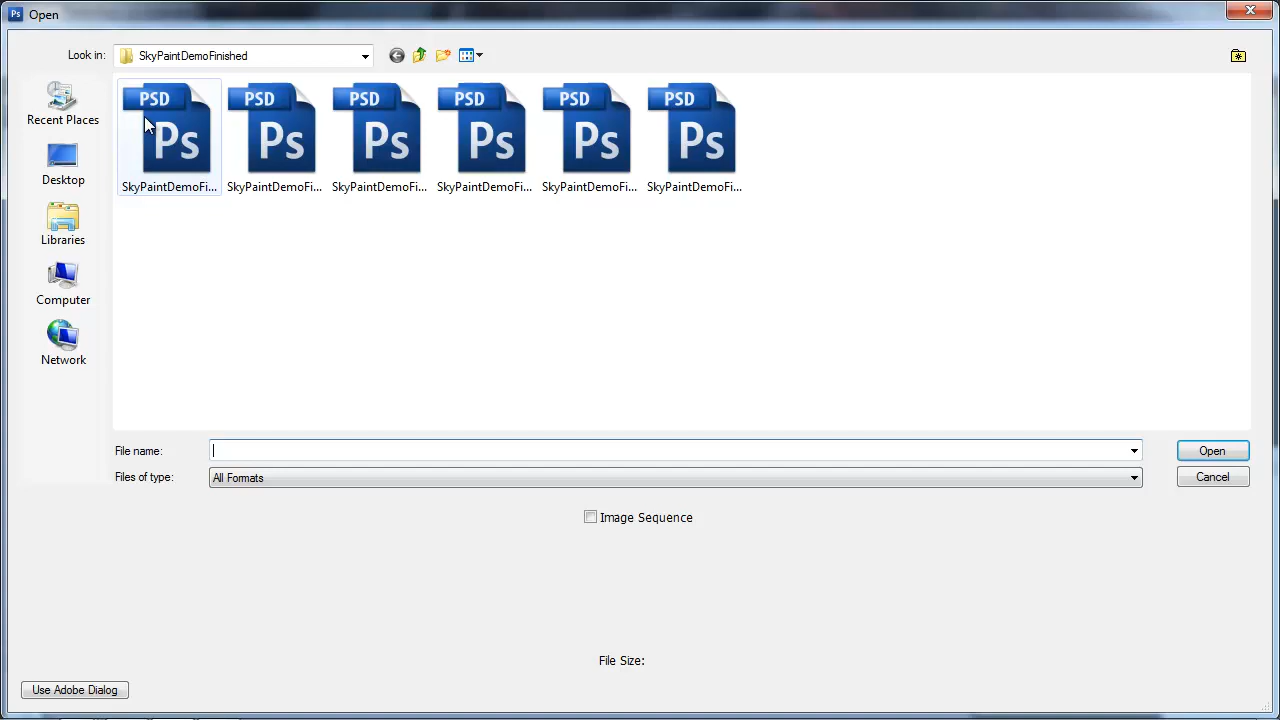 Ps Open
Look in: SkyPaintDemoFinished
Recent Places
Desktop
Libraries
Computer
Network
PSD PSD PSD PSD PSD PSD
Ps Ps Ps Ps Ps Ps
SkyPaintDemoFi... SkyPaintDemoFi... SkyPaintDemoFi... SkyPaintDemoFi... SkyPaintDemoFi... SkyPaintDemoFi...
File name: Open
Files of type: All Formats Cancel
Image Sequence
File Size:
Use Adobe Dialog